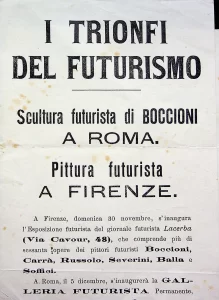 I TRIONFI
DEL FUTURISMO
Scultura futurista di BOCCIONI
A ROMA.
Pittura futurista
A FIRENZE.
A Firenze, domenica 30 novembre, s'inaugura
l'Esposizione futurista del giornale futurista Lacerba
(Via Cavour, 48), che comprende più di
sessanta opere dei pittori futuristi Boccioni,
Carrà, Russolo, Severini, Balla e
Soffici.
A Roma, il 5 dicembre, s'inaugurerà la GAL-
LERIA FUTURISTA Permanente,